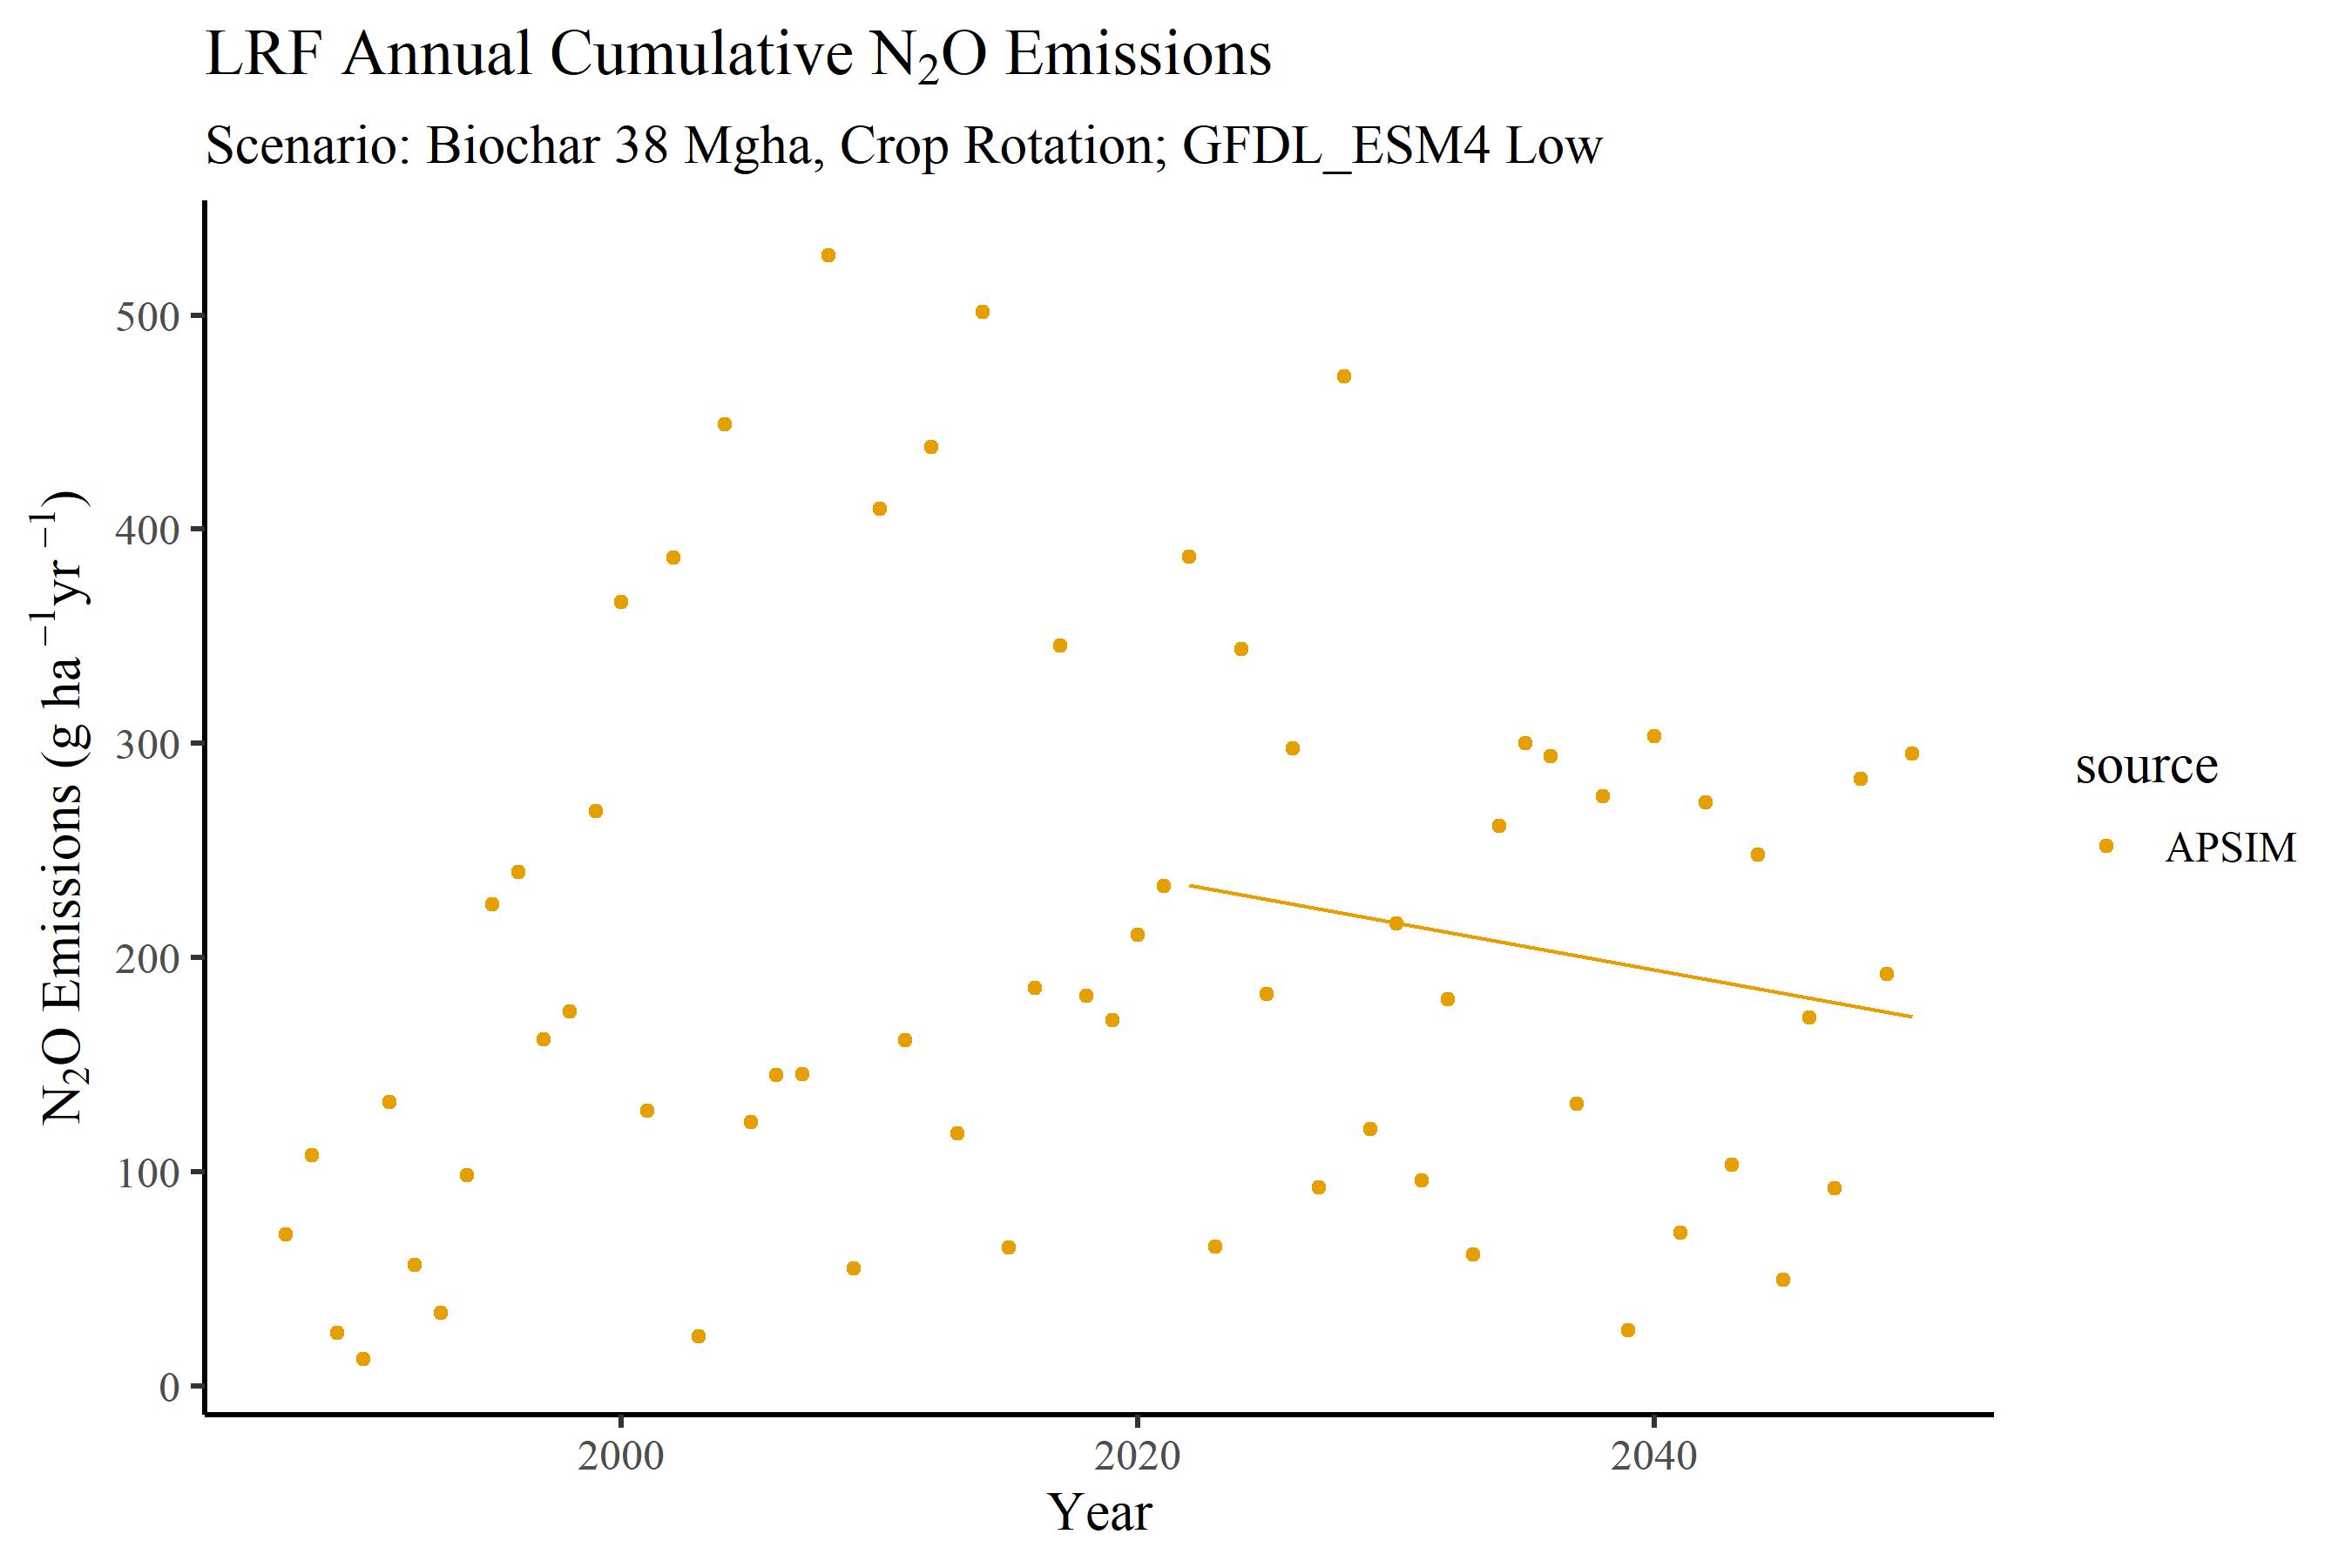 LRF Annual Cumulative N₂O Emissions
Scenario: Biochar 38 Mgha, Crop Rotation; GFDL_ESM4 Low
N₂O Emissions (g ha ⁻¹yr ⁻¹)
500
400
300
200
100
0
2000 2020 2040
Year
source
APSIM